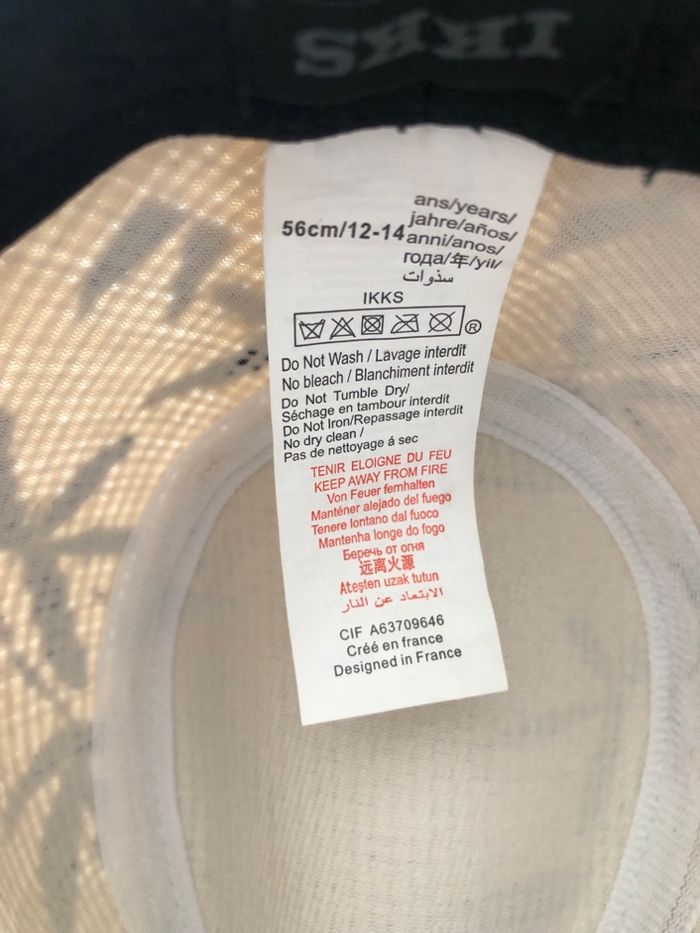 IKKS
ans/years/
56cm/12-14 jahre/años/
anni/anos/
года/年/yil/
سنوات
IKKS
®
Do Not Wash / Lavage interdit
No bleach / Blanchiment interdit
Do Not Tumble Dry/
Séchage en tambour interdit
Do Not Iron/Repassage interdit
No dry clean /
Pas de nettoyage á sec
TENIR ELOIGNE DU FEU
KEEP AWAY FROM FIRE
Von Feuer fernhalten
Manténer alejado del fuego
Tenere lontano dal fuoco
Mantenha longe do fogo
Беречь от огня
远离火源
Ateşten uzak tutun
الابتعاد عن النار
CIF A63709646
Créé en france
Designed in France